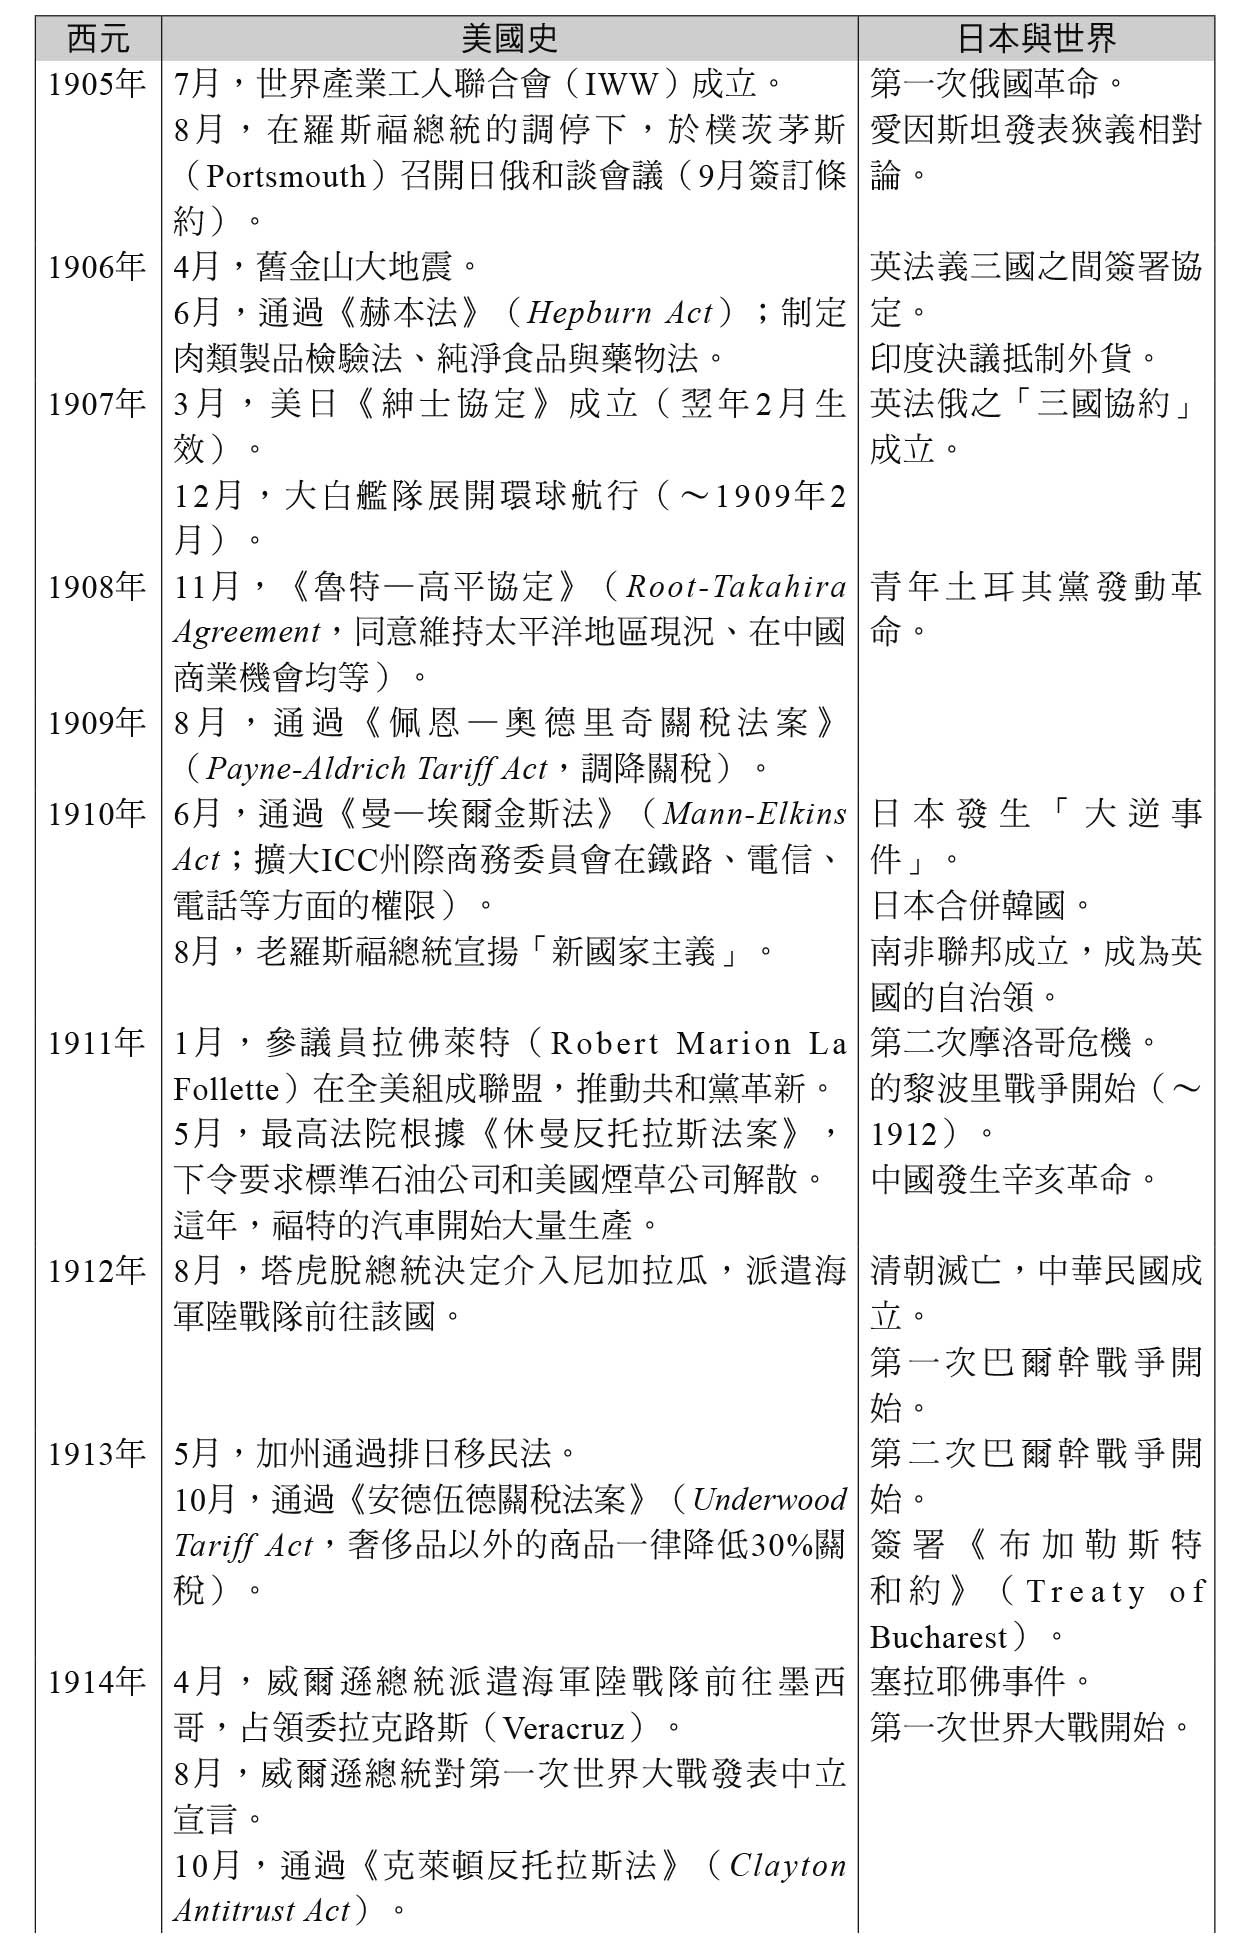 西元 美國史 日本與世界
1905年 7月，世界產業工人聯合會（IWW）成立。 第一次俄國革命。
8月，在羅斯福總統的調停下，於樸茨茅斯 愛因斯坦發表狹義相對
（Portsmouth）召開日俄和談會議（9月簽訂條 論。
約）。
1906年 4月，舊金山大地震。 英法義三國之間簽署協
6月，通過《赫本法》（Hepburn Act）；制定 定。
肉類製品檢驗法、純淨食品與藥物法。 印度決議抵制外貨。
1907年 3月，美日《紳士協定》成立（翌年2月生 英法俄之「三國協約」
效）。 成立。
12月，大白艦隊展開環球航行（～1909年2
月）。
1908年 11月，《魯特—高平協定》（Root-Takahira 青年土耳其黨發動革
Agreement，同意維持太平洋地區現況、在中國 命。
商業機會均等）。
1909年 8月，通過《佩恩—奧德里奇關稅法案》
（Payne-Aldrich Tariff Act，調降關稅）。
1910年 6月，通過《曼—埃爾金斯法》（Mann-Elkins 日本發生「大逆事
Act；擴大ICC州際商務委員會在鐵路、電信、 件」。
電話等方面的權限）。 日本合併韓國。
8月，老羅斯福總統宣揚「新國家主義」。 南非聯邦成立，成為英
國的自治領。
1911年 1月，參議員拉佛萊特（Robert Marion La 第二次摩洛哥危機。
Follette）在全美組成聯盟，推動共和黨革新。 的黎波里戰爭開始（～
5月，最高法院根據《休曼反托拉斯法案》， 1912）。
下令要求標準石油公司和美國煙草公司解散。 中國發生辛亥革命。
這年，福特的汽車開始大量生產。
1912年 8月，塔虎脫總統決定介入尼加拉瓜，派遣海 清朝滅亡，中華民國成
軍陸戰隊前往該國。 立。
第一次巴爾幹戰爭開
始。
1913年 5月，加州通過排日移民法。 第二次巴爾幹戰爭開
10月，通過《安德伍德關稅法案》（Underwood 始。
Tariff Act，奢侈品以外的商品一律降低30%關 簽署《布加勒斯特
稅）。 和約》（Treaty of
Bucharest）。
1914年 4月，威爾遜總統派遣海軍陸戰隊前往墨西 塞拉耶佛事件。
哥，占領委拉克路斯（Veracruz）。 第一次世界大戰開始。
8月，威爾遜總統對第一次世界大戰發表中立
宣言。
10月，通過《克萊頓反托拉斯法》（Clayton
Antitrust Act）。